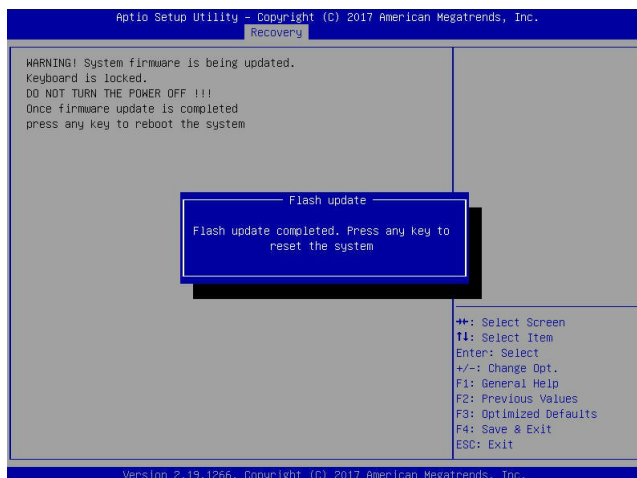 Aptio Setup Utility – Copyright (C) 2017 American Megatrends, Inc.
Recovery
WARNING! System firmware is being updated.
Keyboard is locked.
DO NOT TURN THE POWER OFF !!!
Once firmware update is completed
press any key to reboot the system
Flash update
Flash update completed. Press any key to
reset the system
→←: Select Screen
↑↓: Select Item
Enter: Select
+/-: Change Opt.
F1: General Help
F2: Previous Values
F3: Optimized Defaults
F4: Save & Exit
ESC: Exit
Version 2.19.1266. Copyright (C) 2017 American Megatrends, Inc.